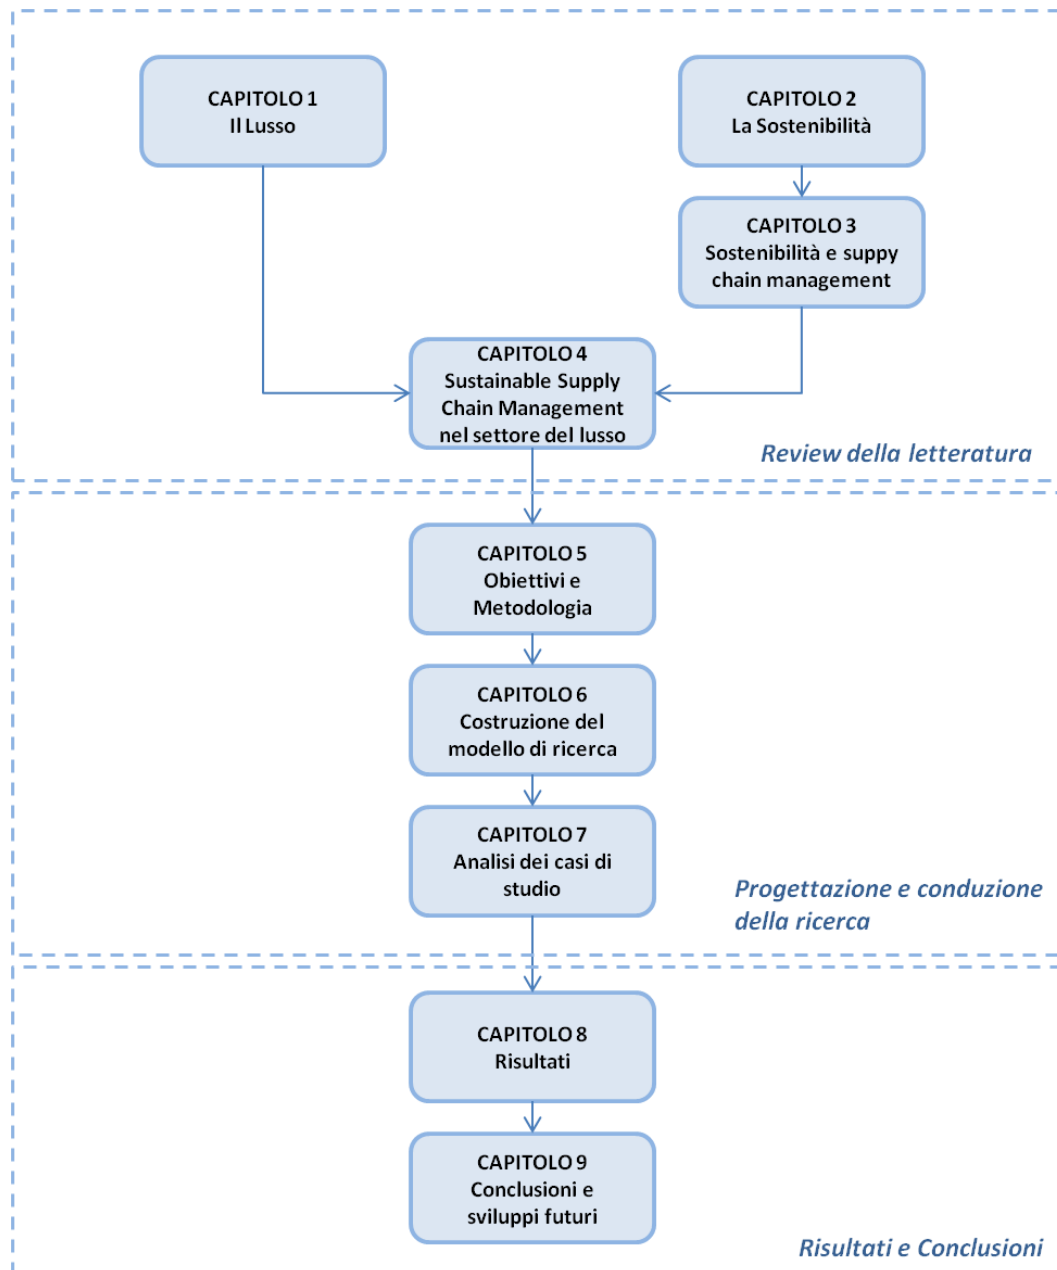 CAPITOLO 1
Il Lusso
CAPITOLO 2
La Sostenibilità
CAPITOLO 3
Sostenibilità e suppy
chain management
CAPITOLO 4
Sustainable Supply
Chain Management
nel settore del lusso
Review della letteratura
CAPITOLO 5
Obiettivi e
Metodologia
CAPITOLO 6
Costruzione del
modello di ricerca
CAPITOLO 7
Analisi dei casi di
studio
Progettazione e conduzione
della ricerca
CAPITOLO 8
Risultati
CAPITOLO 9
Conclusioni e
sviluppi futuri
Risultati e Conclusioni